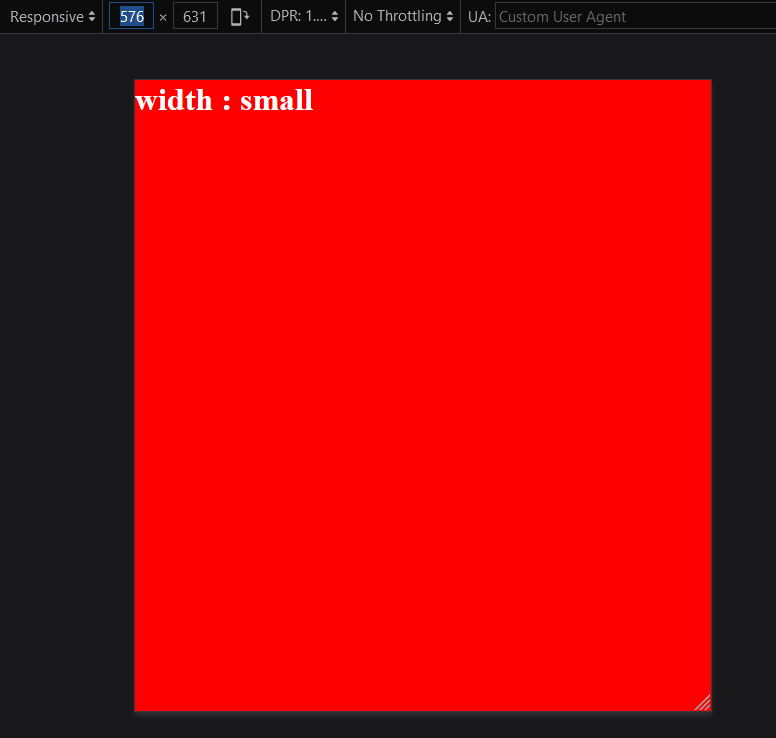 Responsive 576 × 631 DPR: 1.... No Throttling UA: Custom User Agent
width : small